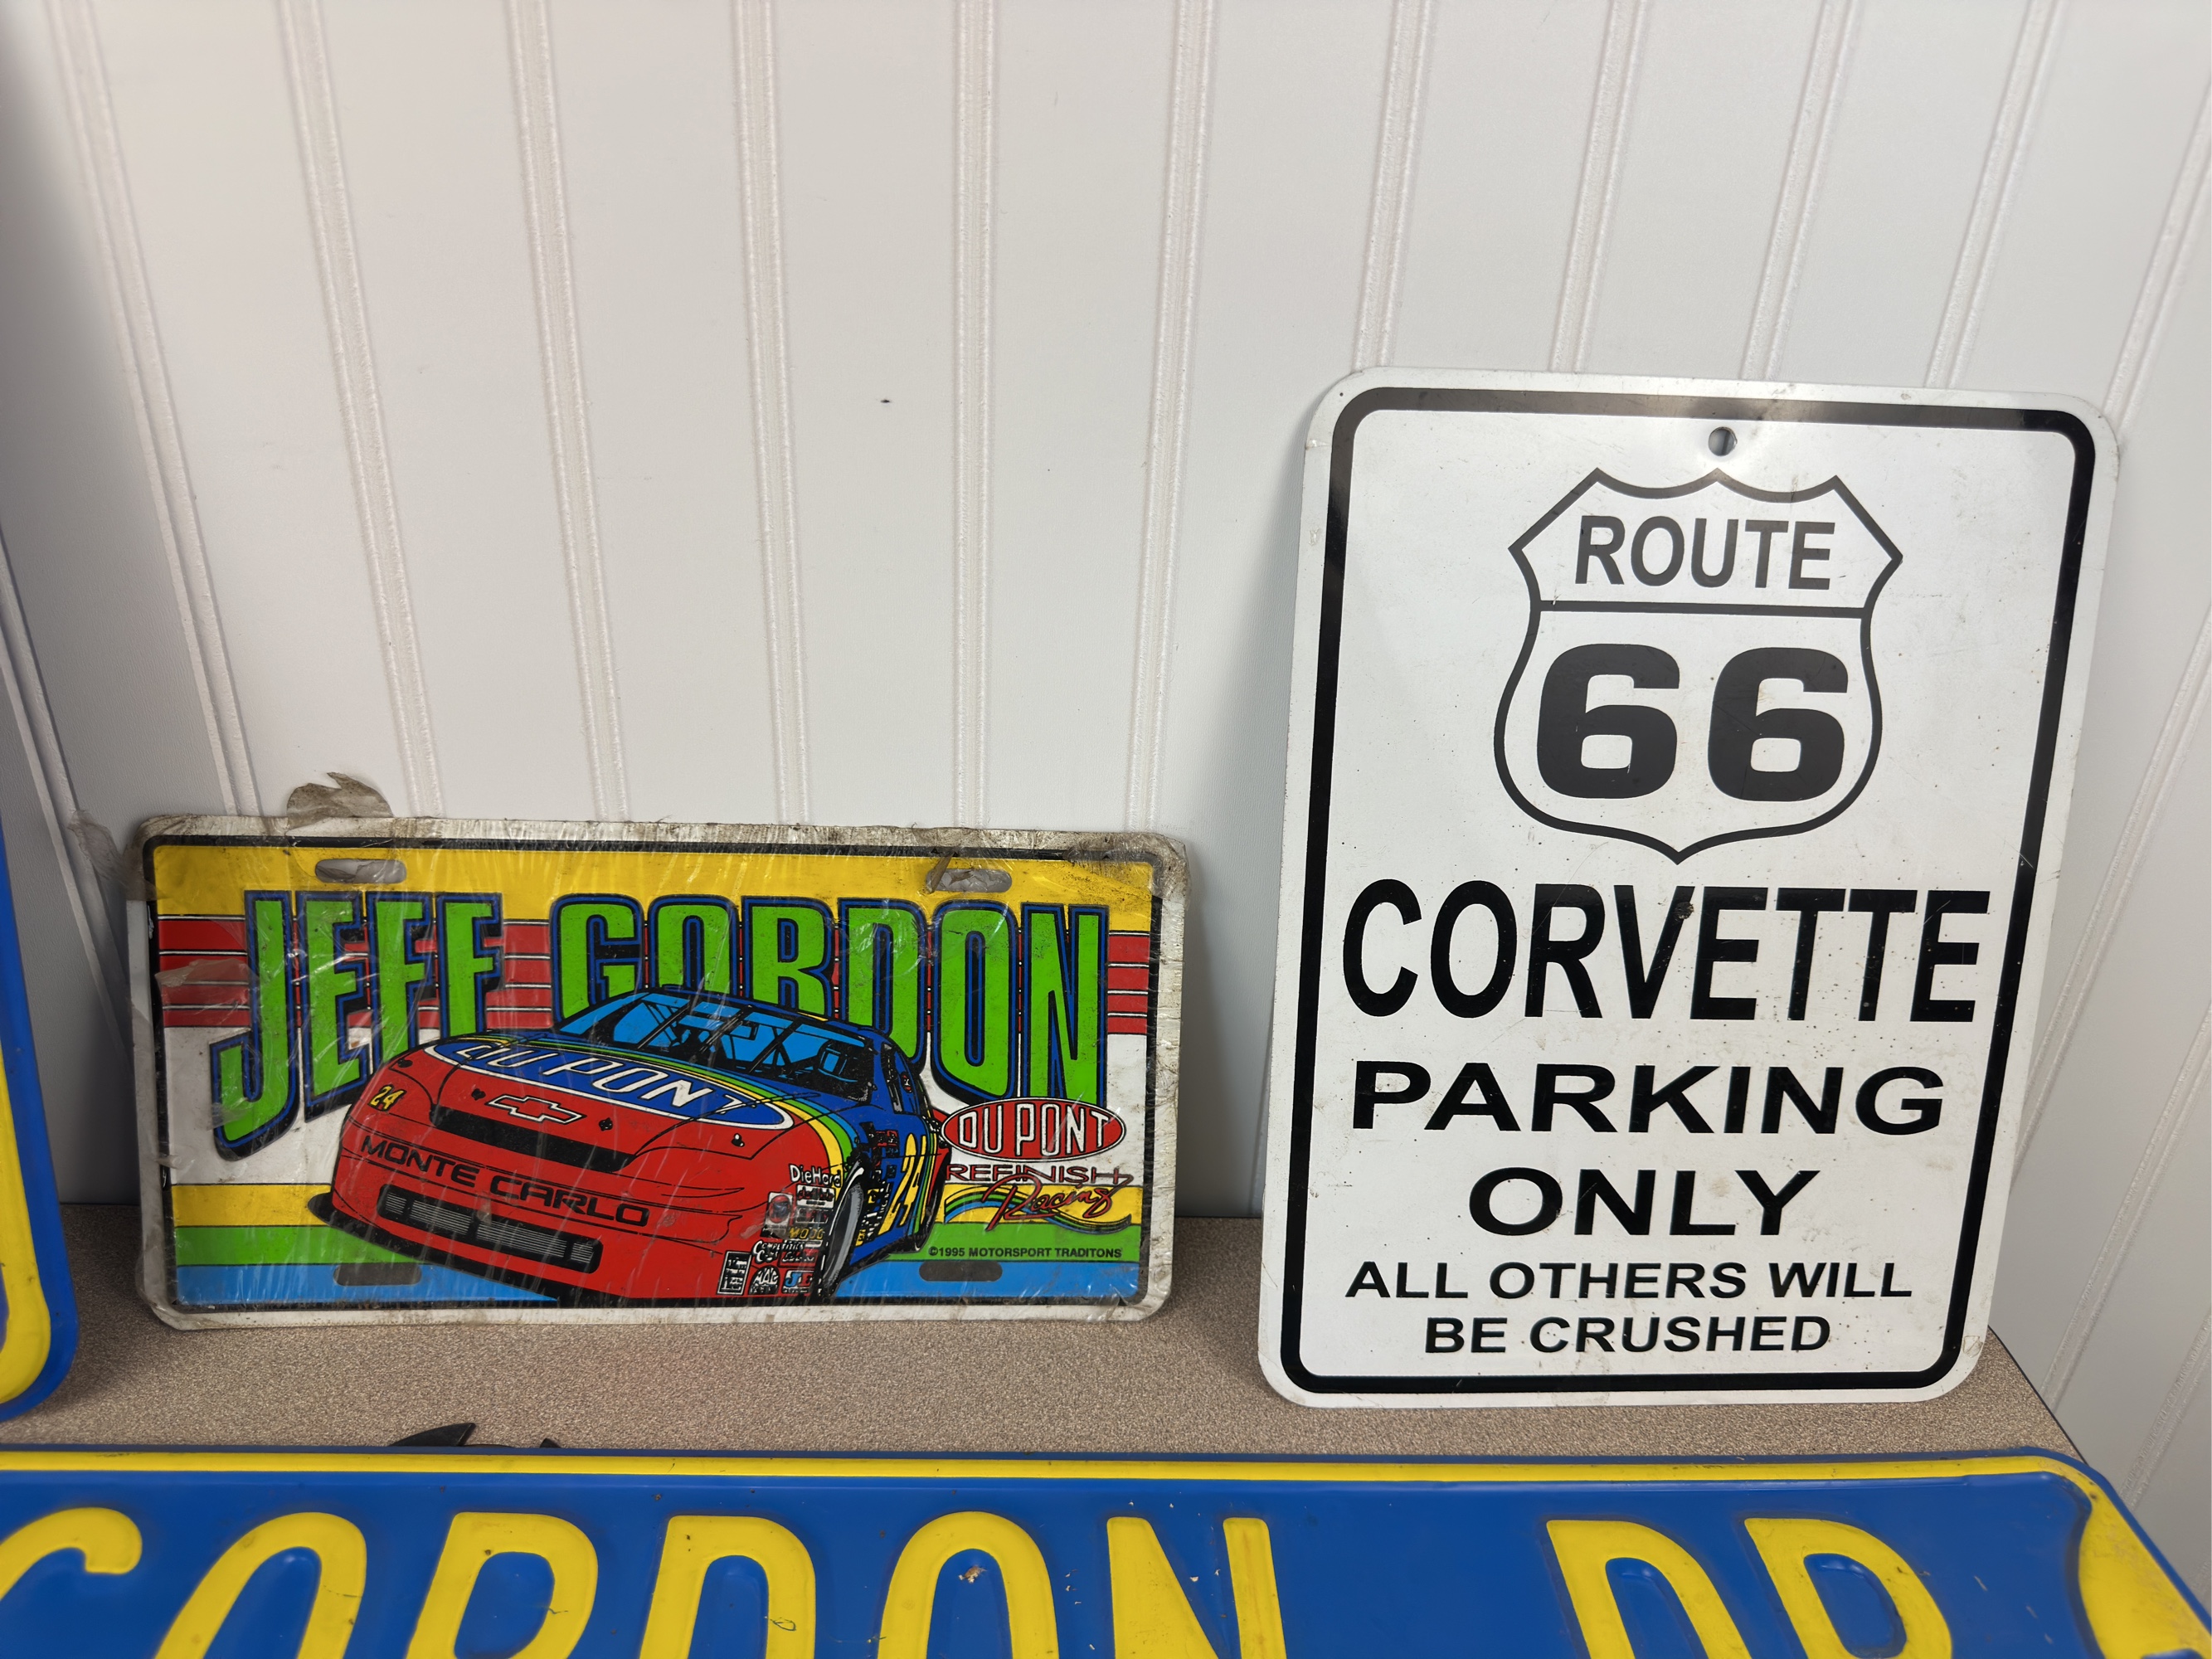 JEFF GORDON
DU PONT
24
MONTE CARLO
DieHard
24
DU PONT
REFINISH
Racing
©1995 MOTORSPORT TRADITONS
ROUTE
66
CORVETTE
PARKING
ONLY
ALL OTHERS WILL
BE CRUSHED
GORDON DR